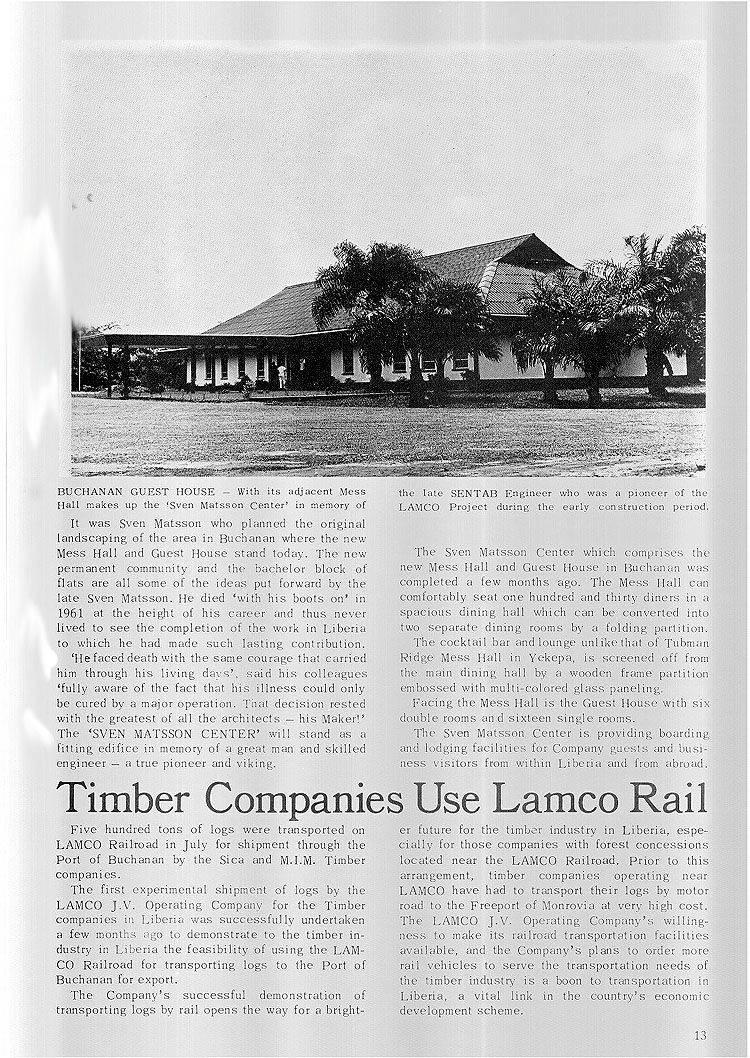 BUCHANAN GUEST HOUSE – With its adjacent Mess
Hall makes up the 'Sven Matsson Center' in memory of
the late SENTAB Engineer who was a pioneer of the
LAMCO Project during the early construction period.
It was Sven Matsson who planned the original
landscaping of the area in Buchanan where the new
Mess Hall and Guest House stand today. The new
permanent community and the bachelor block of
flats are all some of the ideas put forward by the
late Sven Matsson. He died 'with his boots on' in
1961 at the height of his career and thus never
lived to see the completion of the work in Liberia
to which he had made such lasting contribution.
'He faced death with the same courage that carried
him through his living days', said his colleagues
'fully aware of the fact that his illness could only
be cured by a major operation. That decision rested
with the greatest of all the architects – his Maker!'
The 'SVEN MATSSON CENTER' will stand as a
fitting edifice in memory of a great man and skilled
engineer – a true pioneer and viking.
The Sven Matsson Center which comprises the
new Mess Hall and Guest House in Buchanan was
completed a few months ago. The Mess Hall can
comfortably seat one hundred and thirty diners in a
spacious dining hall which can be converted into
two separate dining rooms by a folding partition.
The cocktail bar and lounge unlike that of Tubman
Ridge Mess Hall in Yekepa, is screened off from
the main dining hall by a wooden frame partition
embossed with multi-colored glass paneling.
Facing the Mess Hall is the Guest House with six
double rooms and sixteen single rooms.
The Sven Matsson Center is providing boarding
and lodging facilities for Company guests and busi-
ness visitors from within Liberia and from abroad.
Timber Companies Use Lamco Rail
Five hundred tons of logs were transported on
LAMCO Railroad in July for shipment through the
Port of Buchanan by the Sica and M.I.M. Timber
companies.
The first experimental shipment of logs by the
LAMCO J.V. Operating Company for the Timber
companies in Liberia was successfully undertaken
a few months ago to demonstrate to the timber in-
dustry in Liberia the feasibility of using the LAM-
CO Railroad for transporting logs to the Port of
Buchanan for export.
The Company's successful demonstration of
transporting logs by rail opens the way for a bright-
er future for the timber industry in Liberia, espe-
cially for those companies with forest concessions
located near the LAMCO Railroad. Prior to this
arrangement, timber companies operating near
LAMCO have had to transport their logs by motor
road to the Freeport of Monrovia at very high cost.
The LAMCO J.V. Operating Company's willing-
ness to make its railroad transportation facilities
available, and the Company's plans to order more
rail vehicles to serve the transportation needs of
the timber industry is a boon to transportation in
Liberia, a vital link in the country's economic
development scheme.
13